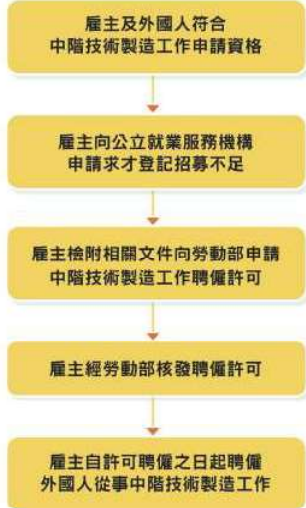 雇主及外國人符合
中階技術製造工作申請資格
雇主向公立就業服務機構
申請求才登記招募不足
雇主檢附相關文件向勞動部申請
中階技術製造工作聘僱許可
雇主經勞動部核發聘僱許可
雇主自許可聘僱之日起聘僱
外國人從事中階技術製造工作